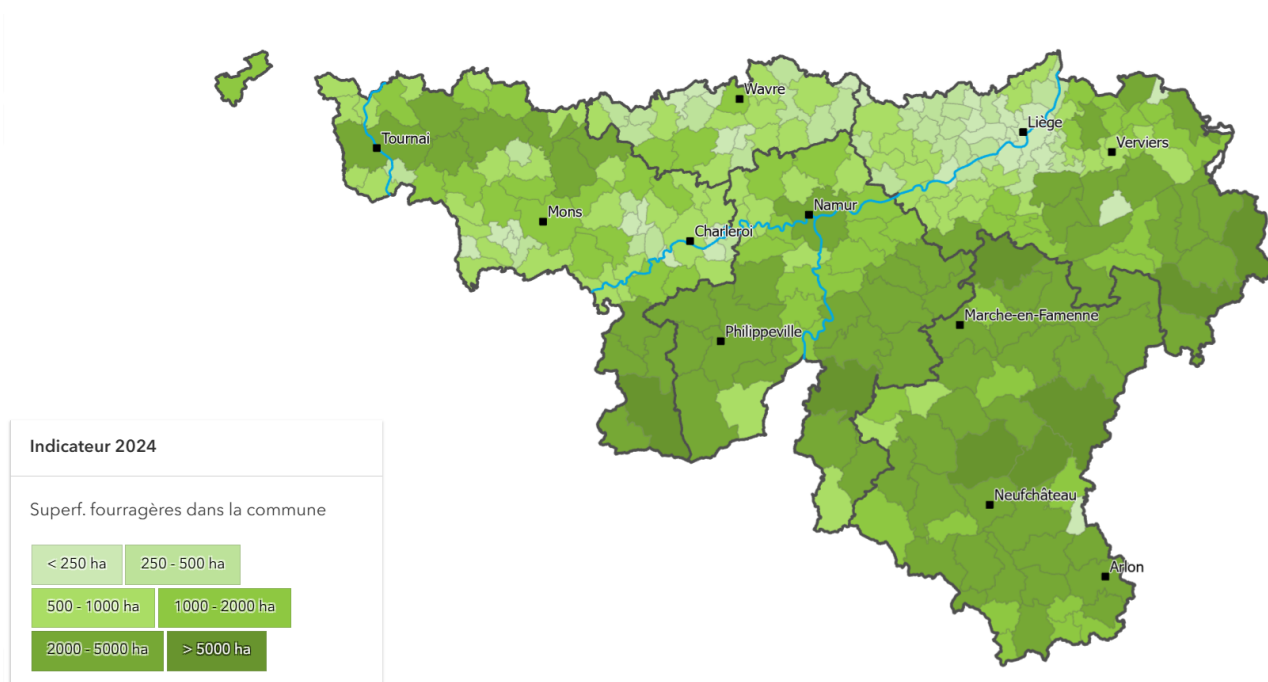 Wavre
Liège
Tournai
Verviers
Namur
Mons
Charleroi
Marche-en-Famenne
Philippeville
Indicateur 2024
Neufchâteau
Superf. fourragères dans la commune
< 250 ha 250 - 500 ha
Arlon
500 - 1000 ha 1000 - 2000 ha
2000 - 5000 ha > 5000 ha